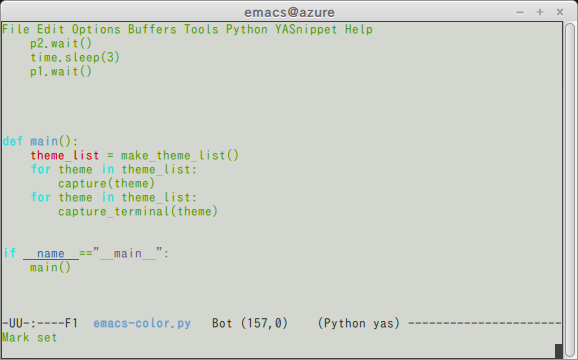 emacs@azure
File Edit Options Buffers Tools Python YASnippet Help
    p2.wait()
    time.sleep(3)
    p1.wait()
def main():
    theme_list = make_theme_list()
    for theme in theme_list:
        capture(theme)
    for theme in theme_list:
        capture_terminal(theme)
if __name__=="__main__":
    main()
-UU-:----F1  emacs-color.py   Bot (157,0)    (Python yas) ----------------------
Mark set